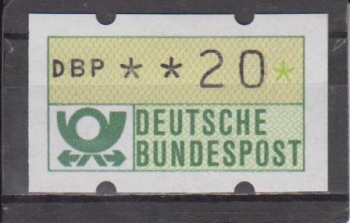 DBP **20*
DEUTSCHE
BUNDESPOST